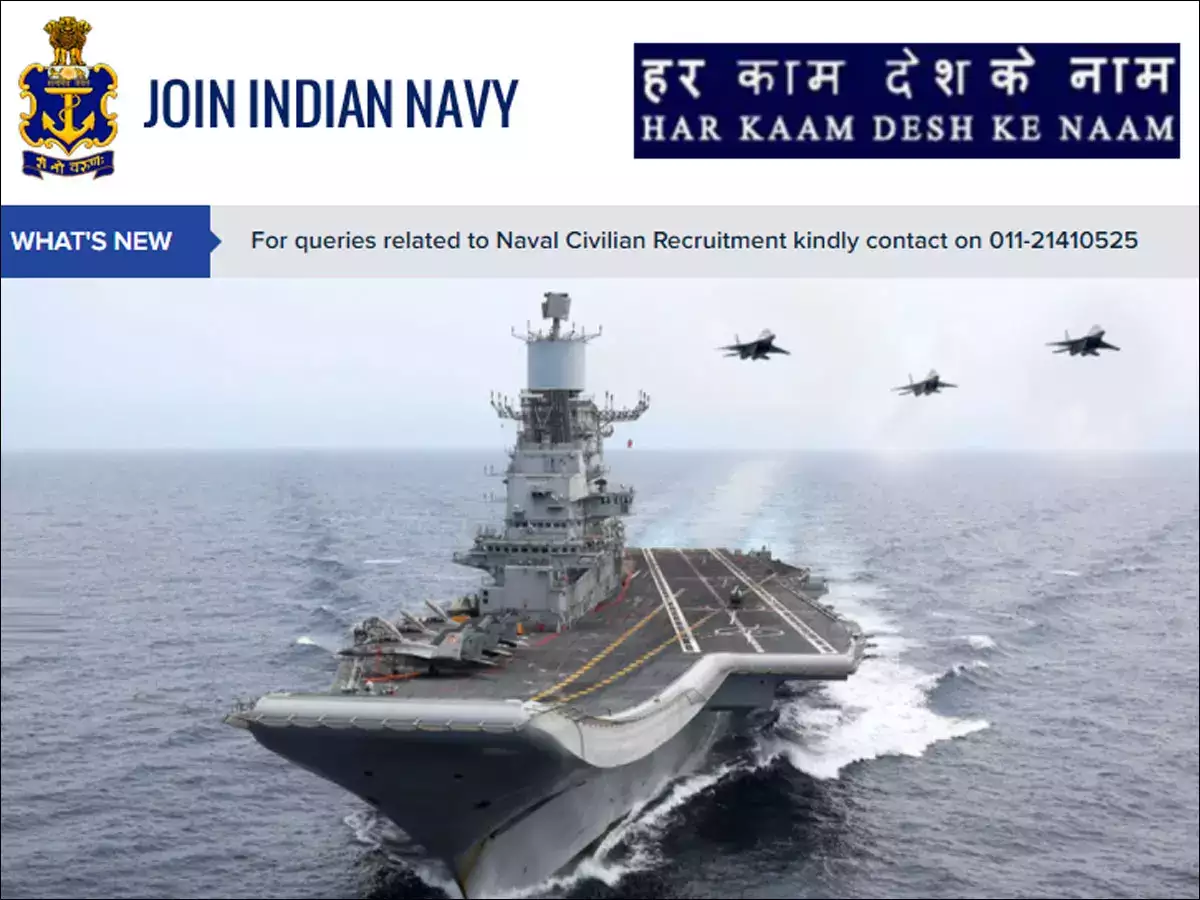 JOIN INDIAN NAVY
हर काम देश के नाम
HAR KAAM DESH KE NAAM
शं नो वरुणः
WHAT'S NEW
For queries related to Naval Civilian Recruitment kindly contact on 011-21410525